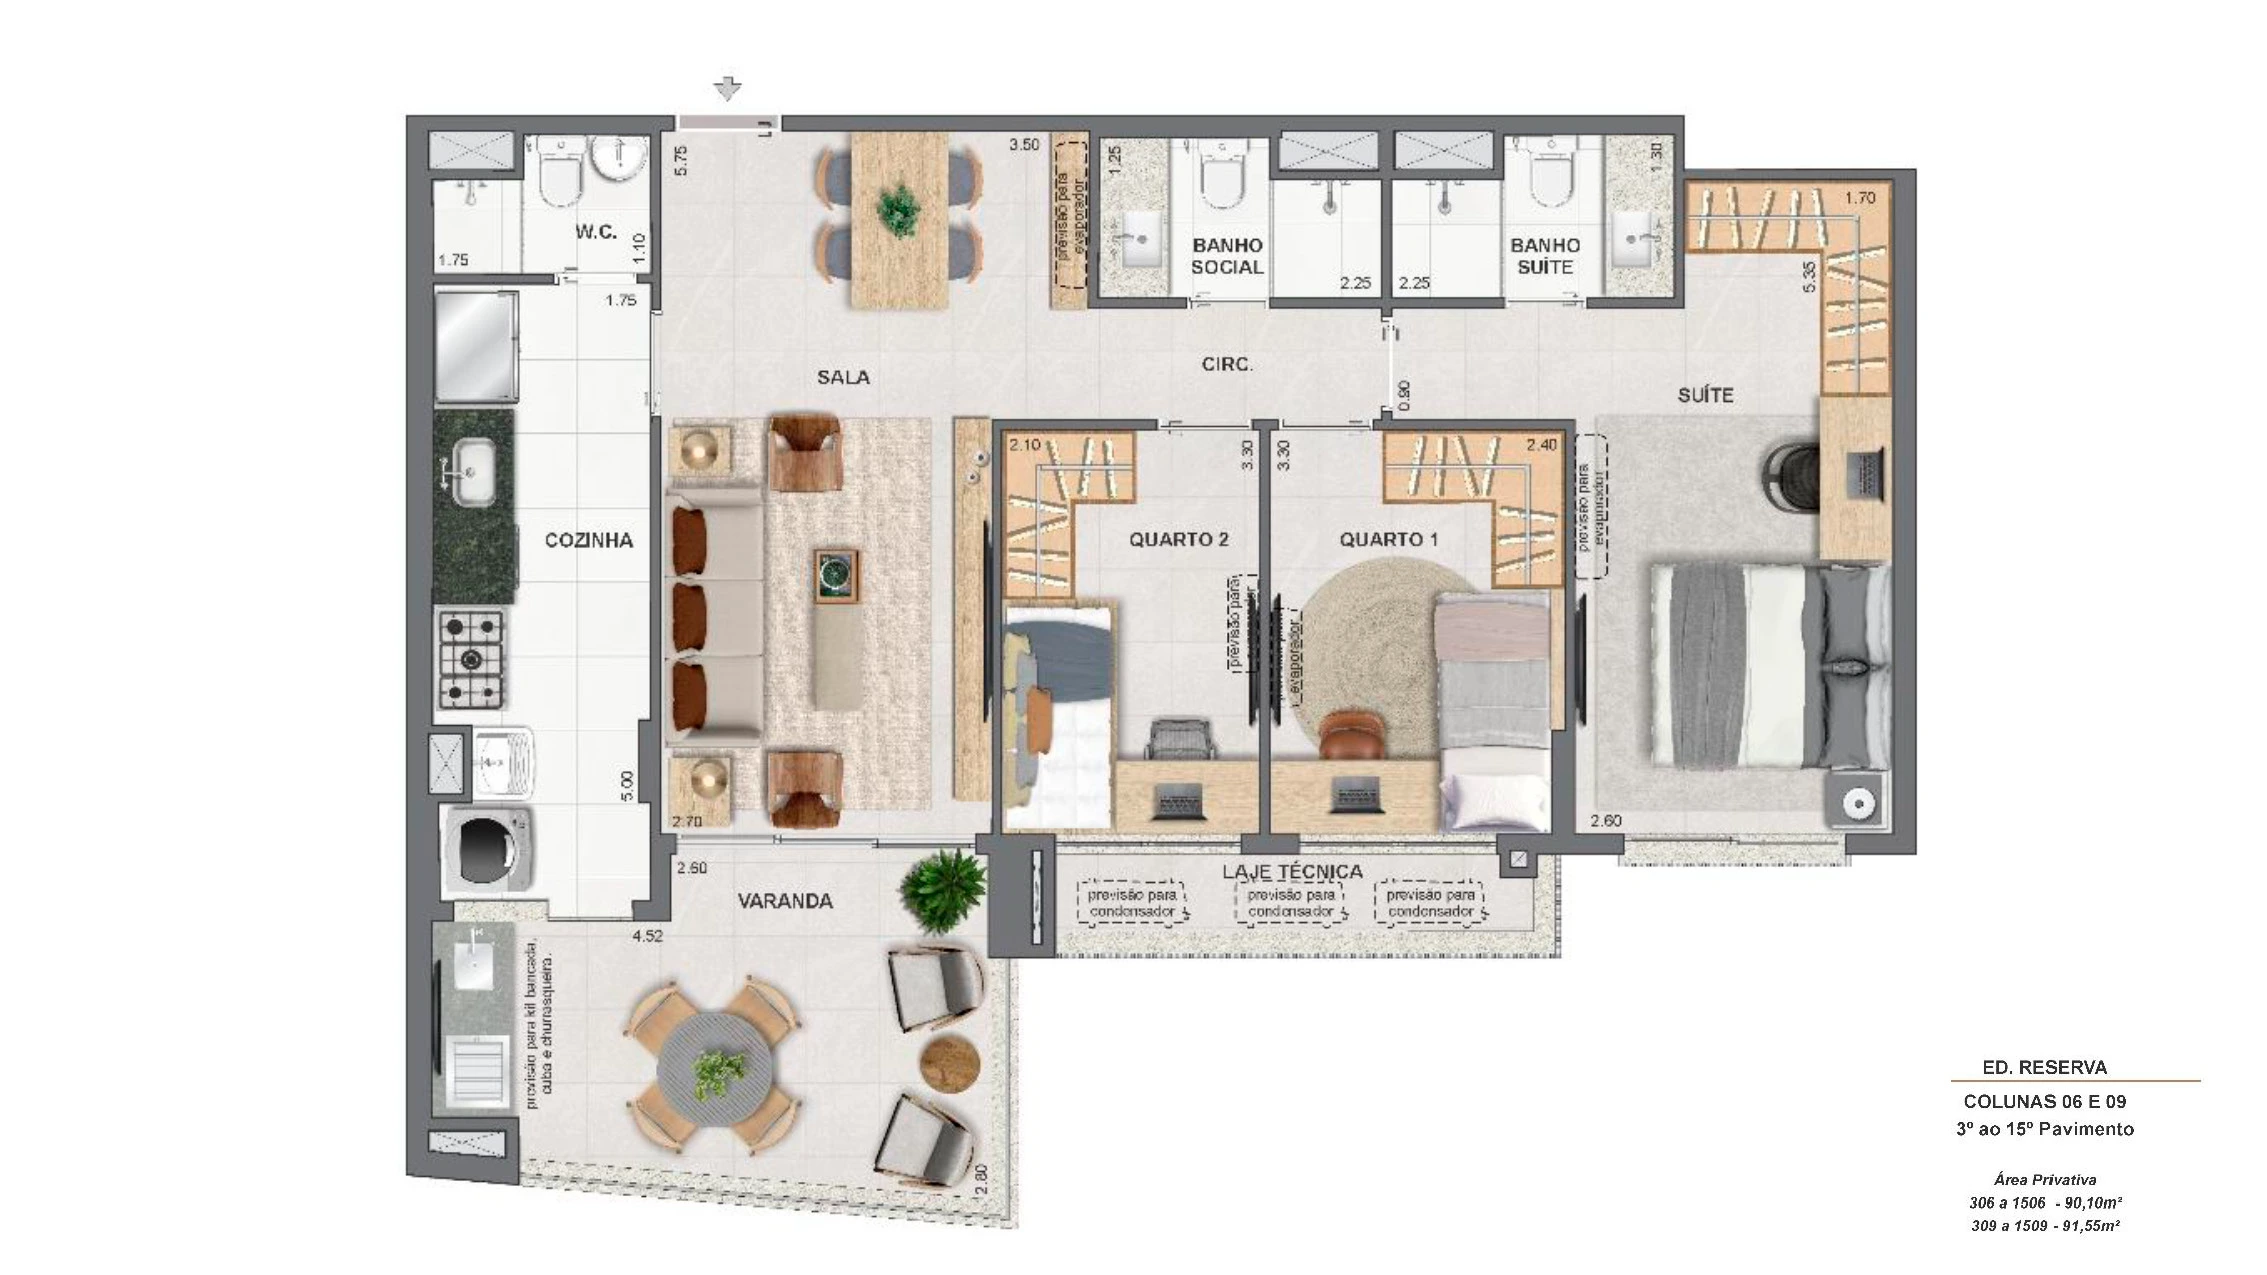 5.75
3.50
previsão para
evaporador
1.25
1.30
1.70
W.C.
1.10
1.75
BANHO
SOCIAL
2.25
2.25
BANHO
SUÍTE
5.35
1.75
SALA
CIRC.
0.90
SUÍTE
2.10
3.30
3.30
2.40
previsão para
evaporador
COZINHA
QUARTO 2
QUARTO 1
previsão para
evaporador
5.00
2.70
2.60
2.60
VARANDA
LAJE TÉCNICA
previsão para
condensador
previsão para
condensador
previsão para
condensador
4.52
previsão para kit bancada,
cuba e churrasqueira.
2.80
ED. RESERVA
COLUNAS 06 E 09
3º ao 15º Pavimento
Área Privativa
306 a 1506 - 90,10m²
309 a 1509 - 91,55m²